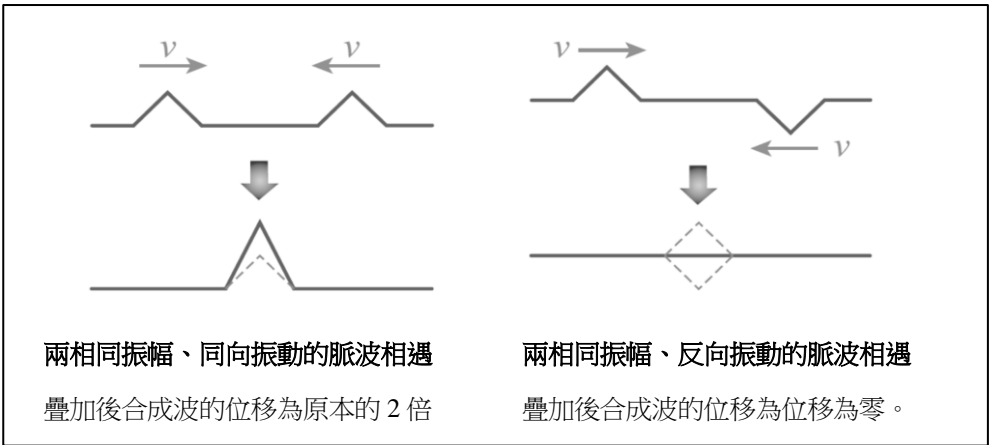 v
v
v
v
兩相同振幅、同向振動的脈波相遇
疊加後合成波的位移為原本的 2 倍
兩相同振幅、反向振動的脈波相遇
疊加後合成波的位移為位移為零。